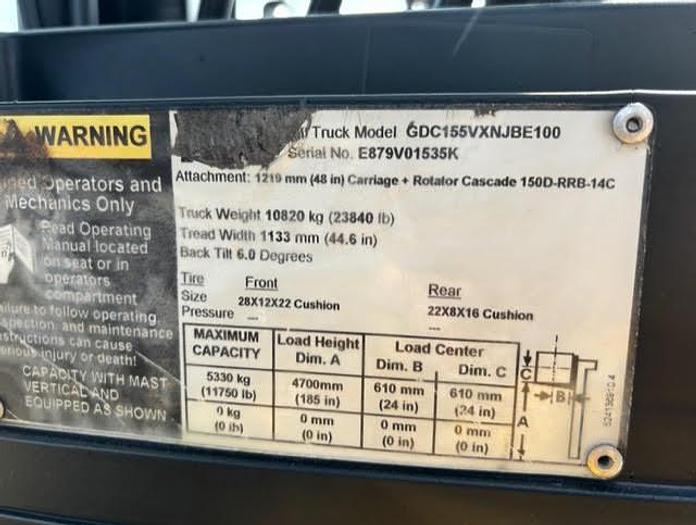 WARNING
Operators and
Mechanics Only
Read Operating
Manual located
on seat or in
operators
compartment
to follow operating,
and maintenance
can cause
injury or death!
CAPACITY WITH MAST
VERTICAL AND
EQUIPPED AS SHOWN
Truck Model GDC155VXNJBE100
Serial No. E879V01535K
Attachment: 1219 mm (48 in) Carriage + Rotator Cascade 150D-RRB-14C
Truck Weight 10820 kg (23840 lb)
Tread Width 1133 mm (44.6 in)
Back Tilt 6.0 Degrees
Tire Front Rear
Size 28X12X22 Cushion 22X8X16 Cushion
Pressure --- ---
MAXIMUM CAPACITY Load Height Dim. A Load Center Dim. B Dim. C
5330 kg 4700mm 610 mm 610 mm
(11750 lb) (185 in) (24 in) (24 in)
0 kg 0 mm 0 mm 0 mm
(0 lb) (0 in) (0 in) (0 in)
C
B
A